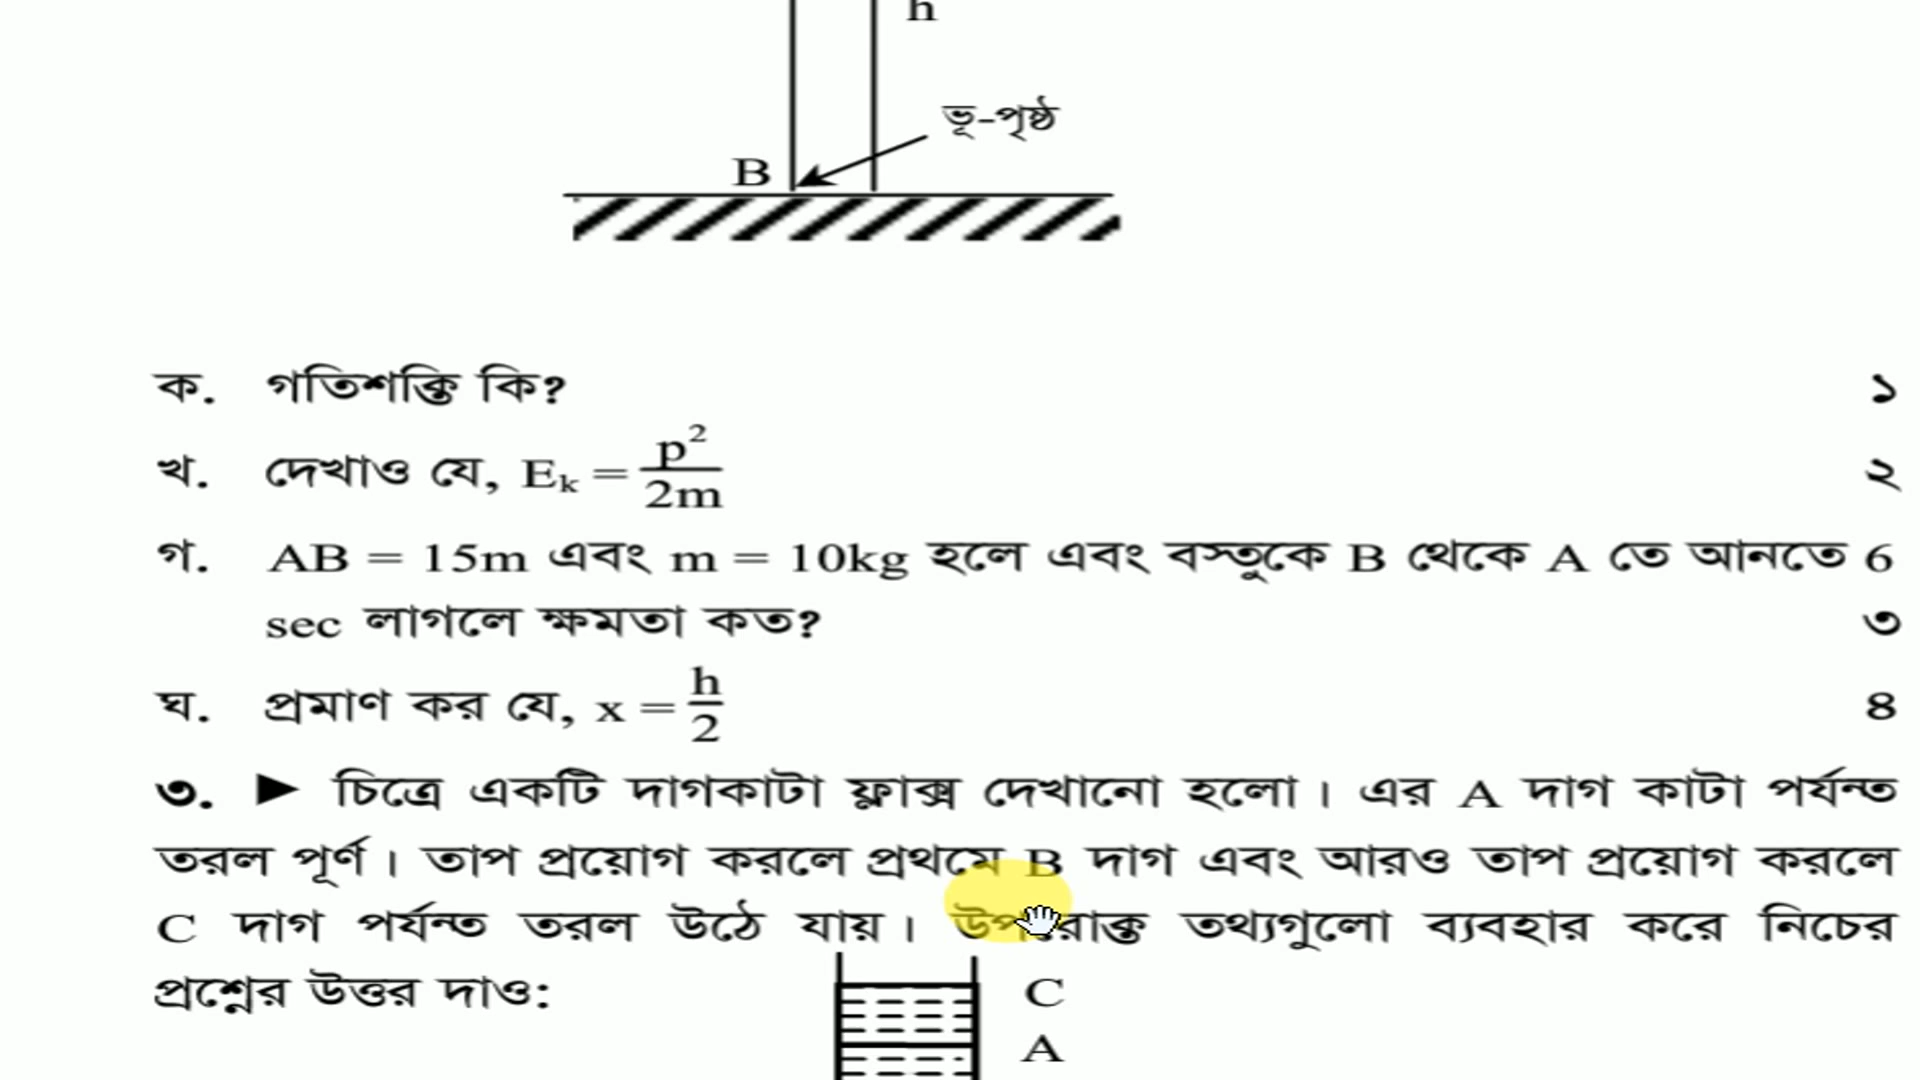 h
ভূ-পৃষ্ঠ
B
ক. গতিশক্তি কি? ১
খ. দেখাও যে, Eₖ = p²/2m ২
গ. AB = 15m এবং m = 10kg হলে এবং বস্তুকে B থেকে A তে আনতে 6
sec লাগলে ক্ষমতা কত? ৩
ঘ. প্রমাণ কর যে, x = h/2 ৪
৩. ► চিত্রে একটি দাগকাটা ফ্লাক্স দেখানো হলো। এর A দাগ কাটা পর্যন্ত
তরল পূর্ণ। তাপ প্রয়োগ করলে প্রথমে B দাগ এবং আরও তাপ প্রয়োগ করলে
C দাগ পর্যন্ত তরল উঠে যায়। উপরোক্ত তথ্যগুলো ব্যবহার করে নিচের
প্রশ্নের উত্তর দাও:
C
A